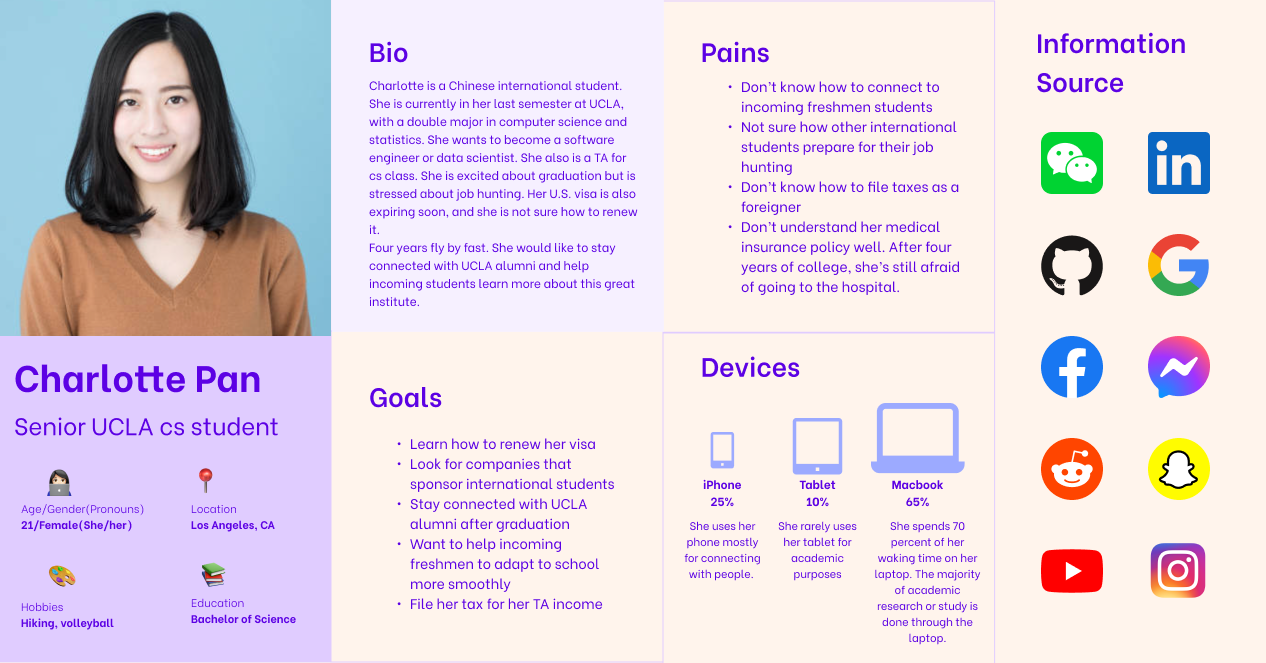 Charlotte Pan
Senior UCLA cs student
Age/Gender(Pronouns)
21/Female(She/her)
Location
Los Angeles, CA
Hobbies
Hiking, volleyball
Education
Bachelor of Science
Bio
Charlotte is a Chinese international student.
She is currently in her last semester at UCLA,
with a double major in computer science and
statistics. She wants to become a software
engineer or data scientist. She also is a TA for
cs class. She is excited about graduation but is
stressed about job hunting. Her U.S. visa is also
expiring soon, and she is not sure how to renew
it.
Four years fly by fast. She would like to stay
connected with UCLA alumni and help
incoming students learn more about this great
institute.
Goals
• Learn how to renew her visa
• Look for companies that
sponsor international students
• Stay connected with UCLA
alumni after graduation
• Want to help incoming
freshmen to adapt to school
more smoothly
• File her tax for her TA income
Pains
• Don't know how to connect to
incoming freshmen students
• Not sure how other international
students prepare for their job
hunting
• Don't know how to file taxes as a
foreigner
• Don't understand her medical
insurance policy well. After four
years of college, she's still afraid
of going to the hospital.
Devices
iPhone
25%
She uses her
phone mostly
for connecting
with people.
Tablet
10%
She rarely uses
her tablet for
academic
purposes
Macbook
65%
She spends 70
percent of her
waking time on her
laptop. The majority
of academic
research or study is
done through the
laptop.
Information
Source
in